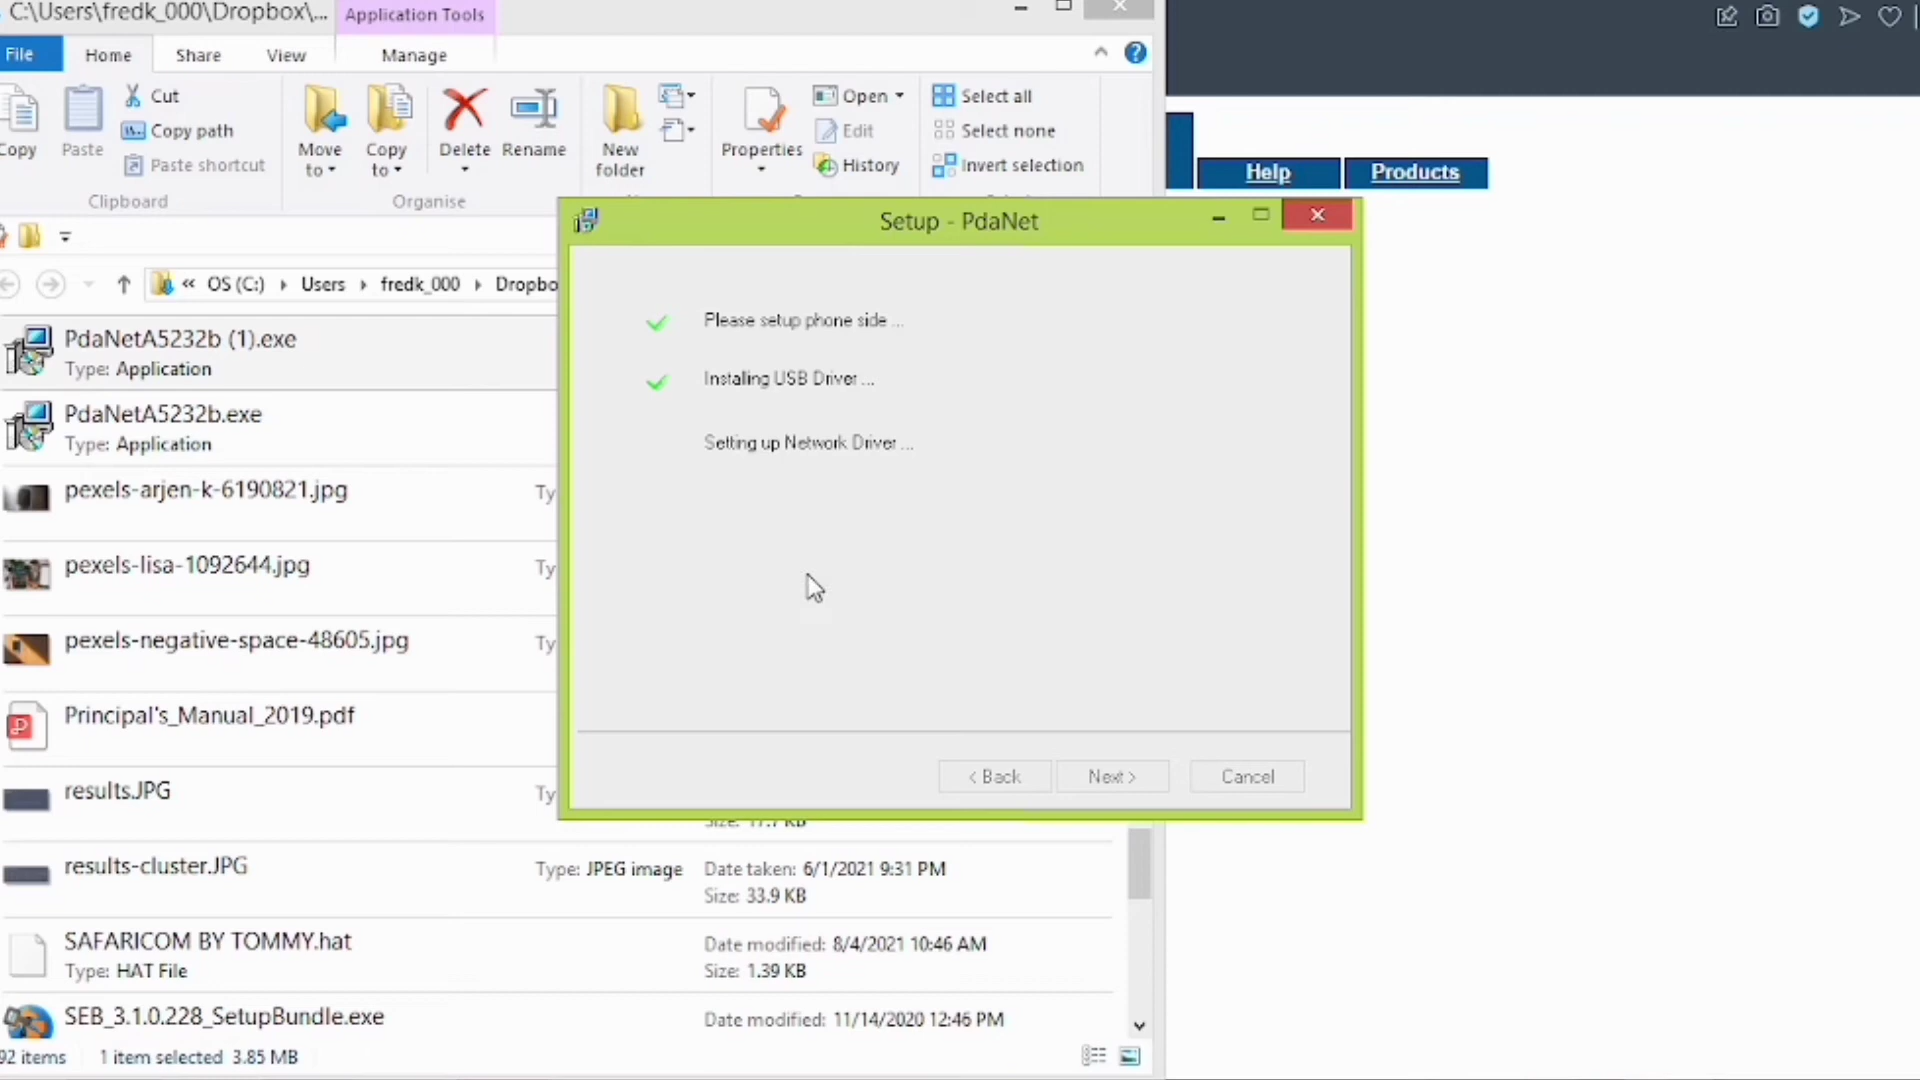 C:\Users\fredk_000\Dropbox\...
Application Tools
File
Home
Share
View
Manage
Copy
Paste
Cut
Copy path
Paste shortcut
Move to
Copy to
Delete
Rename
New folder
Properties
Open
Edit
History
Select all
Select none
Invert selection
Clipboard
Organise
Help
Products
« OS (C:) Users fredk_000 Dropbo
Setup - PdaNet
Please setup phone side ...
Installing USB Driver ...
Setting up Network Driver ...
< Back
Next >
Cancel
PdaNetA5232b (1).exe
Type: Application
PdaNetA5232b.exe
Type: Application
pexels-arjen-k-6190821.jpg
Ty
pexels-lisa-1092644.jpg
Ty
pexels-negative-space-48605.jpg
Ty
Principal's_Manual_2019.pdf
results.JPG
Ty
results-cluster.JPG
Type: JPEG image
Date taken: 6/1/2021 9:31 PM
Size: 33.9 KB
SAFARICOM BY TOMMY.hat
Type: HAT File
Date modified: 8/4/2021 10:46 AM
Size: 1.39 KB
SEB_3.1.0.228_SetupBundle.exe
Date modified: 11/14/2020 12:46 PM
92 items
1 item selected 3.85 MB